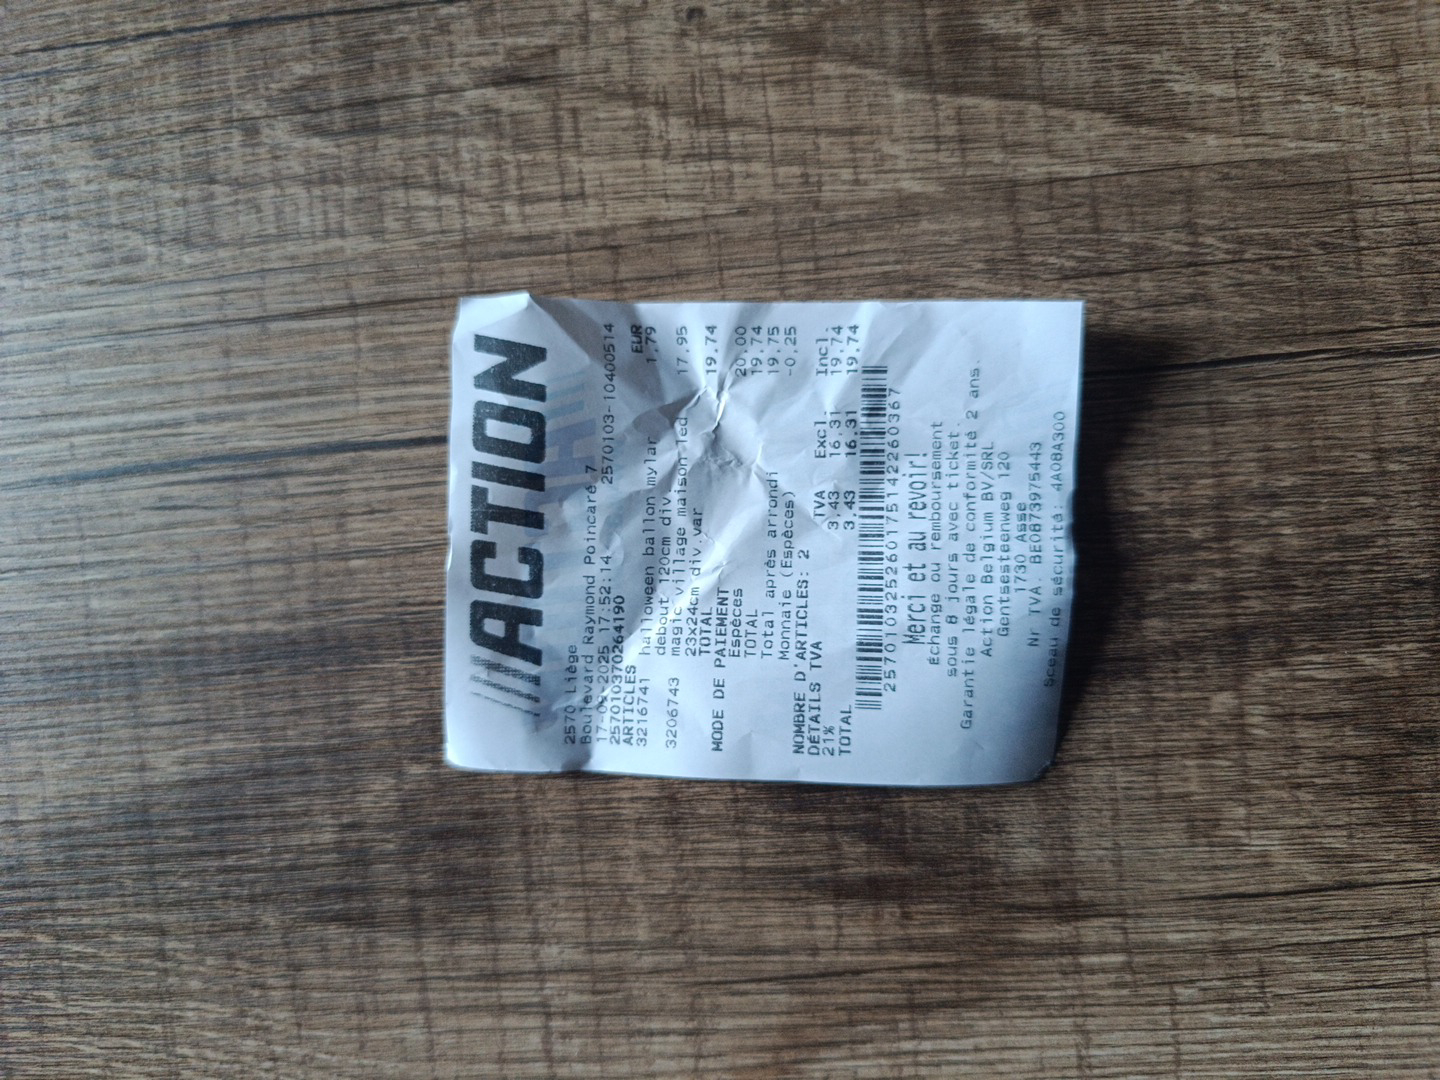 ACTION
2570 Liège
Boulevard Raymond Poincaré 7
17-09-2025 17:52:14 2570103-10400514
257010370264190
ARTICLES EUR
3216741 halloween ballon mylar 1.79
debout 120cm div.
3206743 magic village maison led 17.95
23x24cm div.var
TOTAL 19.74
MODE DE PAIEMENT
Espèces 20.00
TOTAL 19.74
Total après arrondi 19.75
Monnaie (Espèces) -0.25
NOMBRE D'ARTICLES: 2
DÉTAILS TVA TVA Excl. Incl.
21% 3.43 16.31 19.74
TOTAL 3.43 16.31 19.74
257010325260175142260367
Merci et au revoir!
Échange ou remboursement
sous 8 jours avec ticket.
Garantie légale de conformité 2 ans.
Action Belgium BV/SRL
Gentsesteenweg 120
1730 Asse
Nr TVA: BE0873975443
Sceau de sécurité: 4A08A300